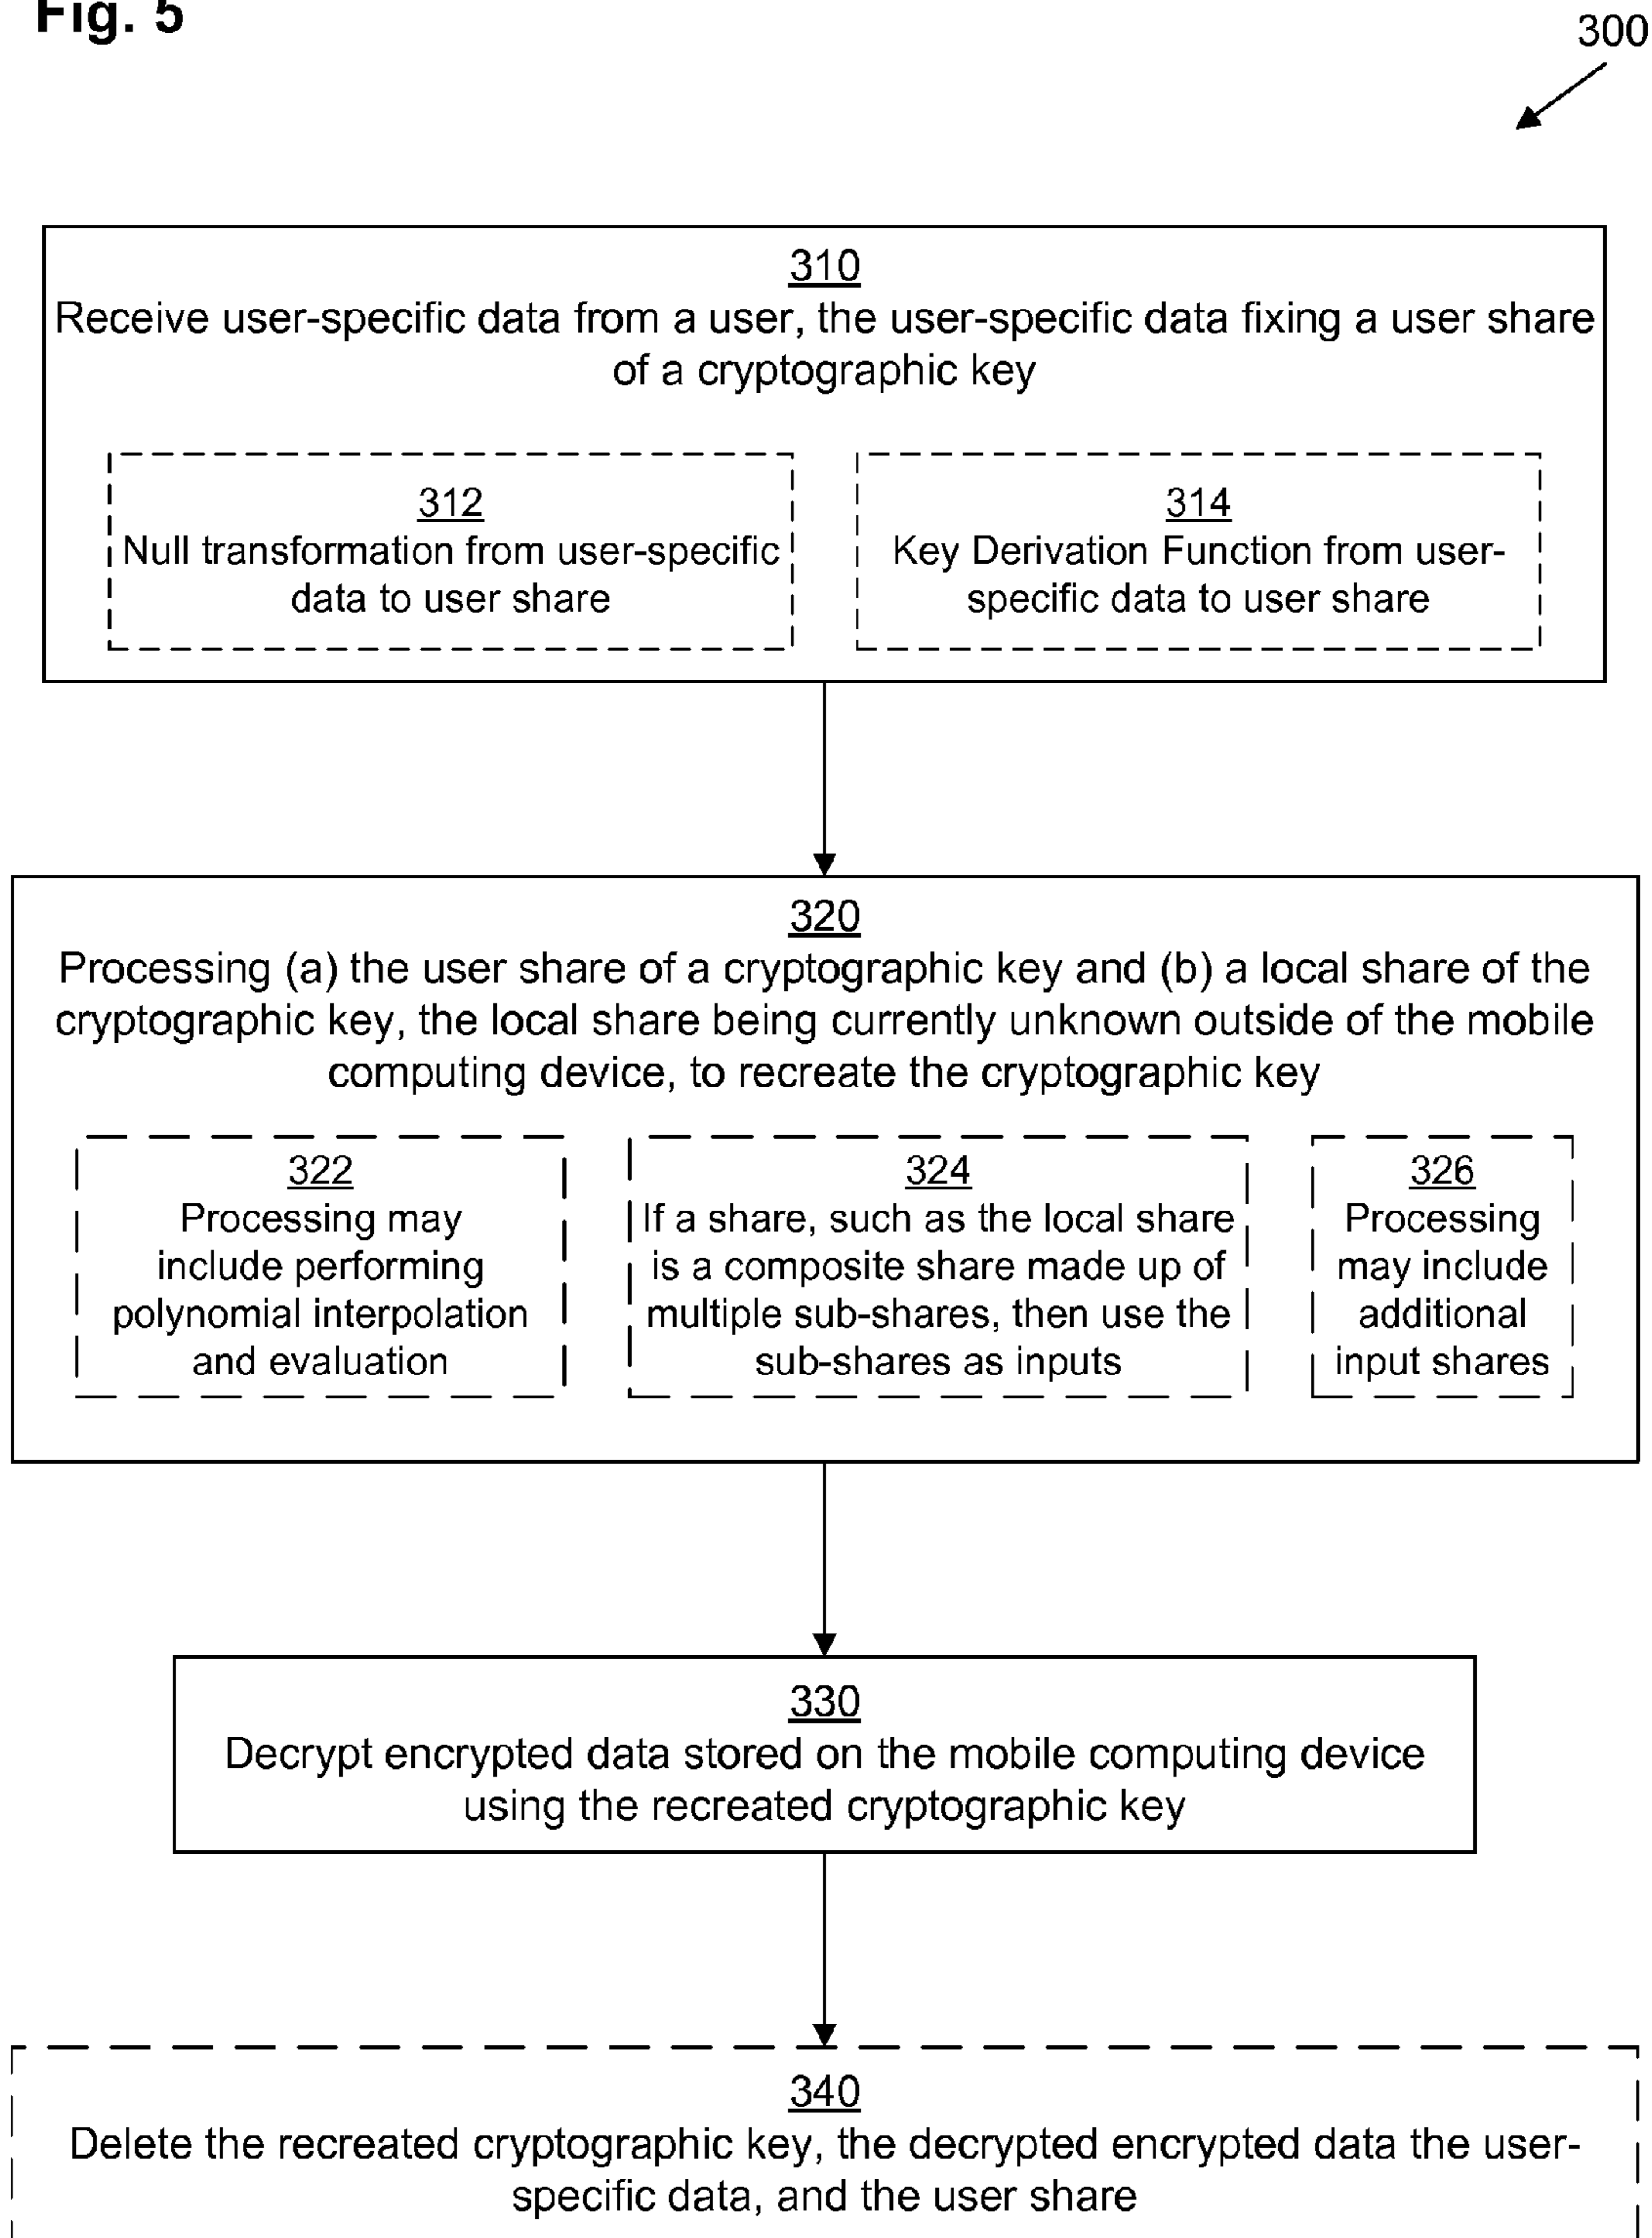 Fig. 5
300
310
Receive user-specific data from a user, the user-specific data fixing a user share
of a cryptographic key
312
Null transformation from user-specific
data to user share
314
Key Derivation Function from user-
specific data to user share
320
Processing (a) the user share of a cryptographic key and (b) a local share of the
cryptographic key, the local share being currently unknown outside of the mobile
computing device, to recreate the cryptographic key
322
Processing may
include performing
polynomial interpolation
and evaluation
324
If a share, such as the local share
is a composite share made up of
multiple sub-shares, then use the
sub-shares as inputs
326
Processing
may include
additional
input shares
330
Decrypt encrypted data stored on the mobile computing device
using the recreated cryptographic key
340
Delete the recreated cryptographic key, the decrypted encrypted data the user-
specific data, and the user share